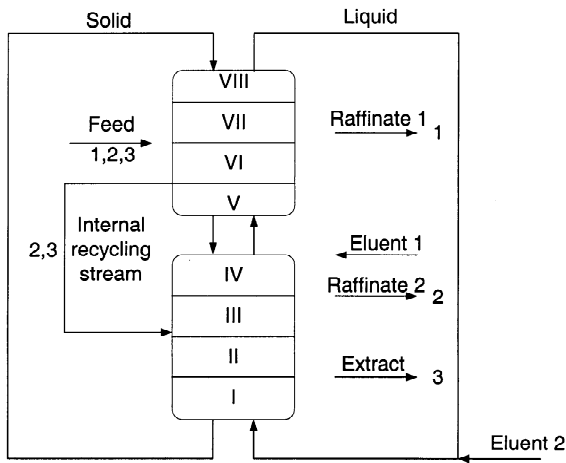 Solid
Liquid
VIII
Feed
1,2,3
VII
Raffinate 1
1
VI
V
Internal
recycling
stream
2,3
Eluent 1
IV
Raffinate 2
2
III
II
Extract
3
I
Eluent 2